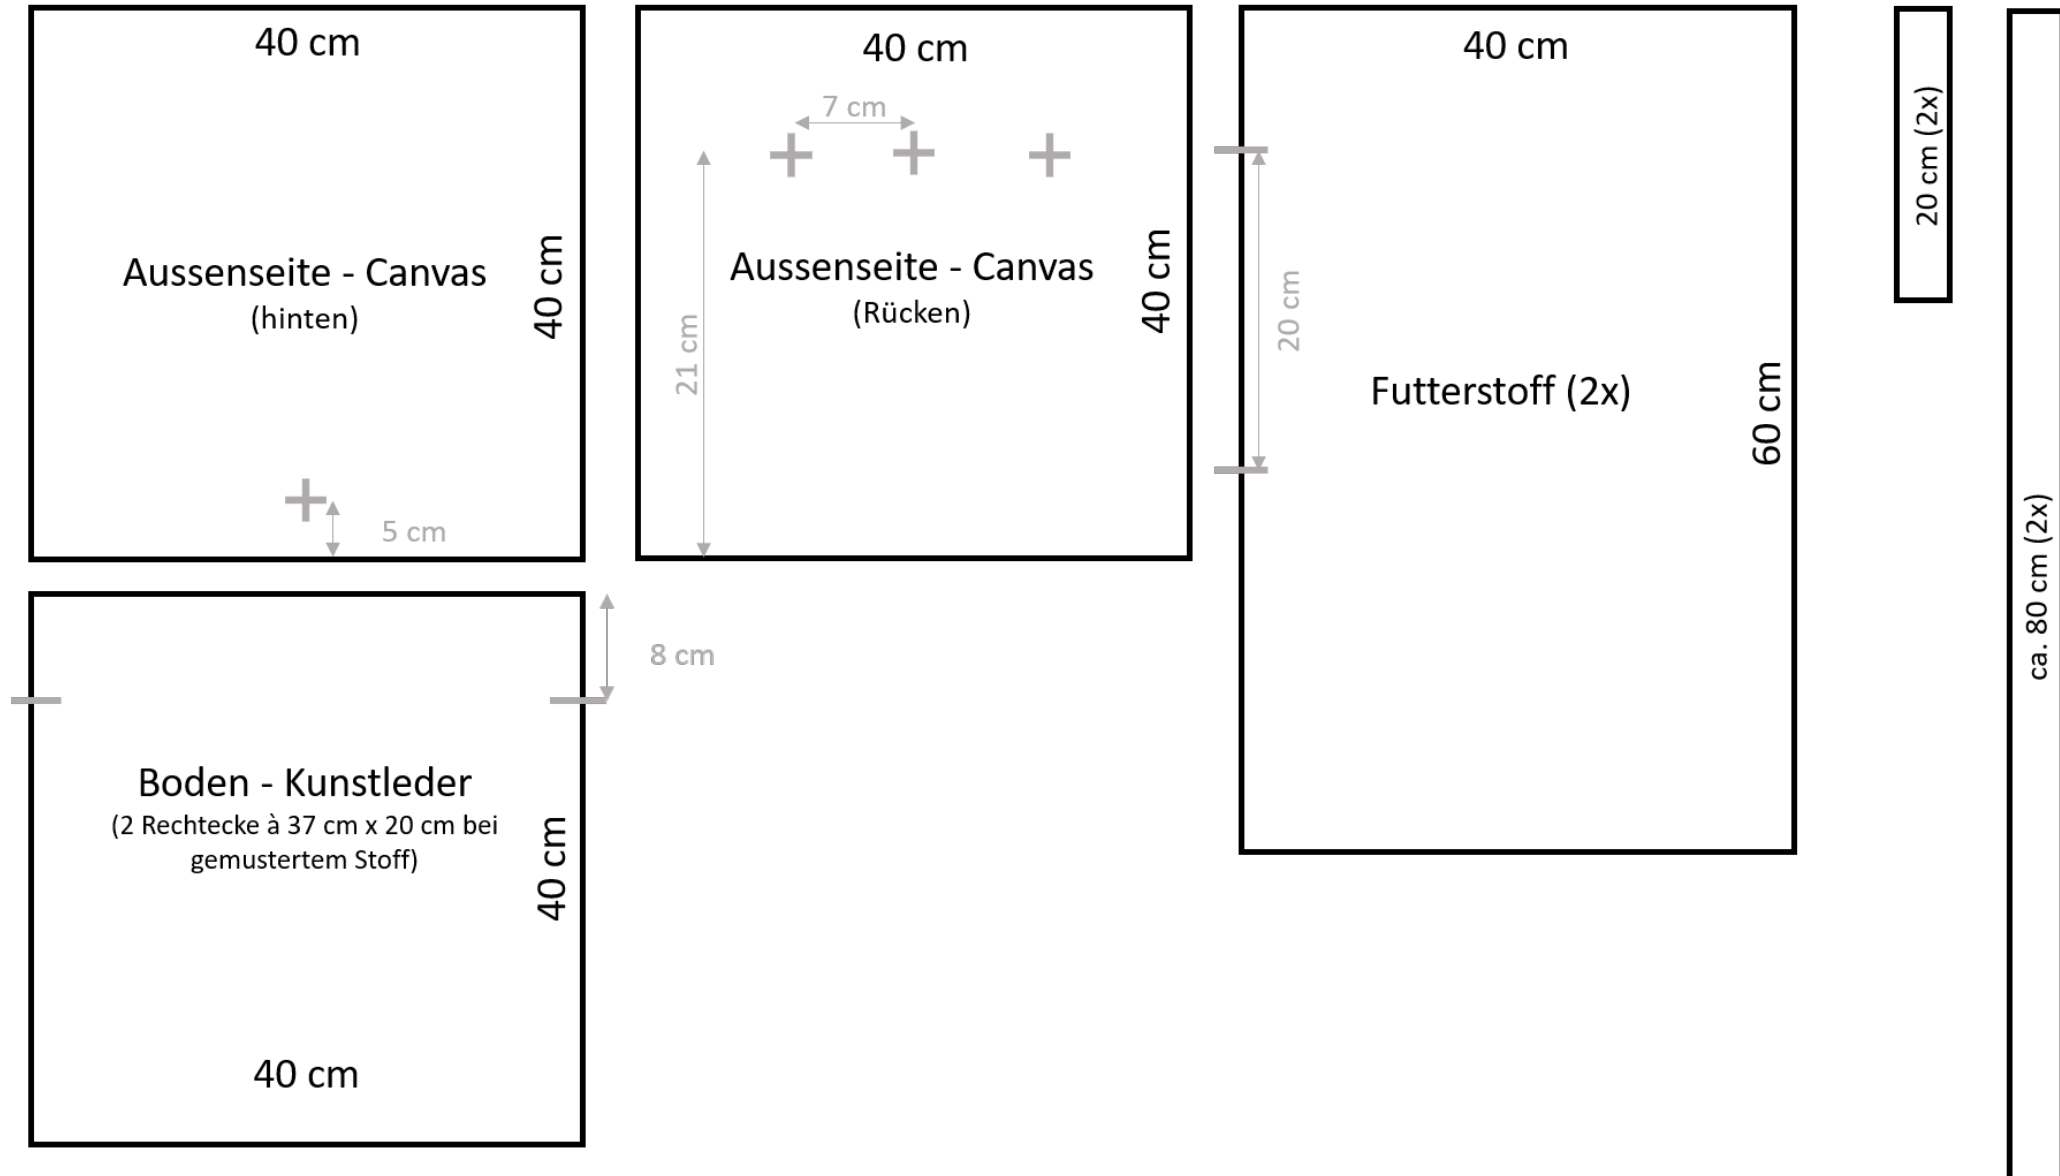 40 cm
Aussenseite - Canvas
(hinten)
40 cm
5 cm
40 cm
7 cm
21 cm
Aussenseite - Canvas
(Rücken)
40 cm
40 cm
20 cm
Futterstoff (2x)
60 cm
20 cm (2x)
ca. 80 cm (2x)
8 cm
Boden - Kunstleder
(2 Rechtecke à 37 cm x 20 cm bei
gemustertem Stoff)
40 cm
40 cm